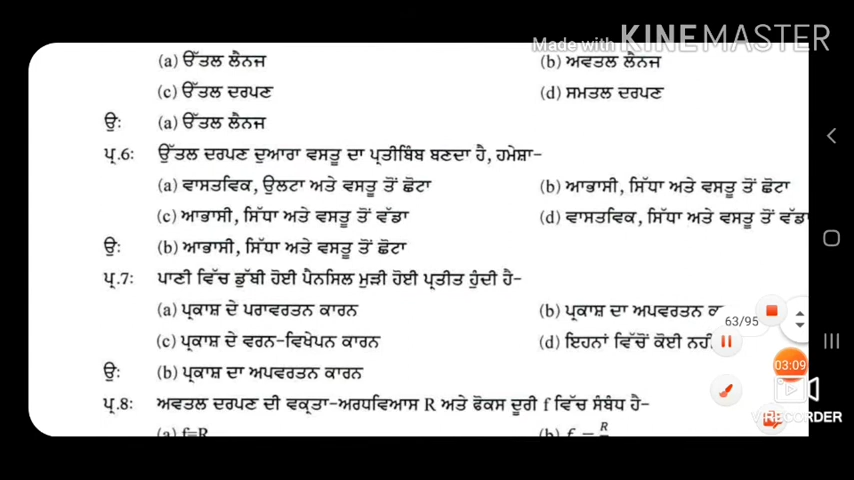 Made with KINEMASTER
(a) ਉੱਤਲ ਲੈਨਜ (b) ਅਵਤਲ ਲੈਨਜ
(c) ਉੱਤਲ ਦਰਪਣ (d) ਸਮਤਲ ਦਰਪਣ
ਉ: (a) ਉੱਤਲ ਲੈਨਜ
ਪ੍ਰ.6: ਉੱਤਲ ਦਰਪਣ ਦੁਆਰਾ ਵਸਤੂ ਦਾ ਪ੍ਰਤੀਬਿੰਬ ਬਣਦਾ ਹੈ, ਹਮੇਸ਼ਾ-
(a) ਵਾਸਤਵਿਕ, ਉਲਟਾ ਅਤੇ ਵਸਤੂ ਤੋਂ ਛੋਟਾ (b) ਆਭਾਸੀ, ਸਿੱਧਾ ਅਤੇ ਵਸਤੂ ਤੋਂ ਛੋਟਾ
(c) ਆਭਾਸੀ, ਸਿੱਧਾ ਅਤੇ ਵਸਤੂ ਤੋਂ ਵੱਡਾ (d) ਵਾਸਤਵਿਕ, ਸਿੱਧਾ ਅਤੇ ਵਸਤੂ ਤੋਂ ਵੱਡਾ
ਉ: (b) ਆਭਾਸੀ, ਸਿੱਧਾ ਅਤੇ ਵਸਤੂ ਤੋਂ ਛੋਟਾ
ਪ੍ਰ.7: ਪਾਣੀ ਵਿੱਚ ਡੁੱਬੀ ਹੋਈ ਪੈਨਸਿਲ ਮੁੜੀ ਹੋਈ ਪ੍ਰਤੀਤ ਹੁੰਦੀ ਹੈ-
(a) ਪ੍ਰਕਾਸ਼ ਦੇ ਪਰਾਵਰਤਨ ਕਾਰਨ (b) ਪ੍ਰਕਾਸ਼ ਦਾ ਅਪਵਰਤਨ
63/95
(c) ਪ੍ਰਕਾਸ਼ ਦੇ ਵਰਨ-ਵਿਖੇਪਨ ਕਾਰਨ (d) ਇਹਨਾਂ ਵਿੱਚੋਂ ਕੋਈ ਨਹੀਂ
03:09
ਉ: (b) ਪ੍ਰਕਾਸ਼ ਦਾ ਅਪਵਰਤਨ ਕਾਰਨ
ਪ੍ਰ.8: ਅਵਤਲ ਦਰਪਣ ਦੀ ਵਕ੍ਰਤਾ-ਅਰਧਵਿਆਸ R ਅਤੇ ਫੋਕਸ ਦੂਰੀ f ਵਿੱਚ ਸੰਬੰਧ ਹੈ-
VIRECORDER
(a) f=R (b) f = R